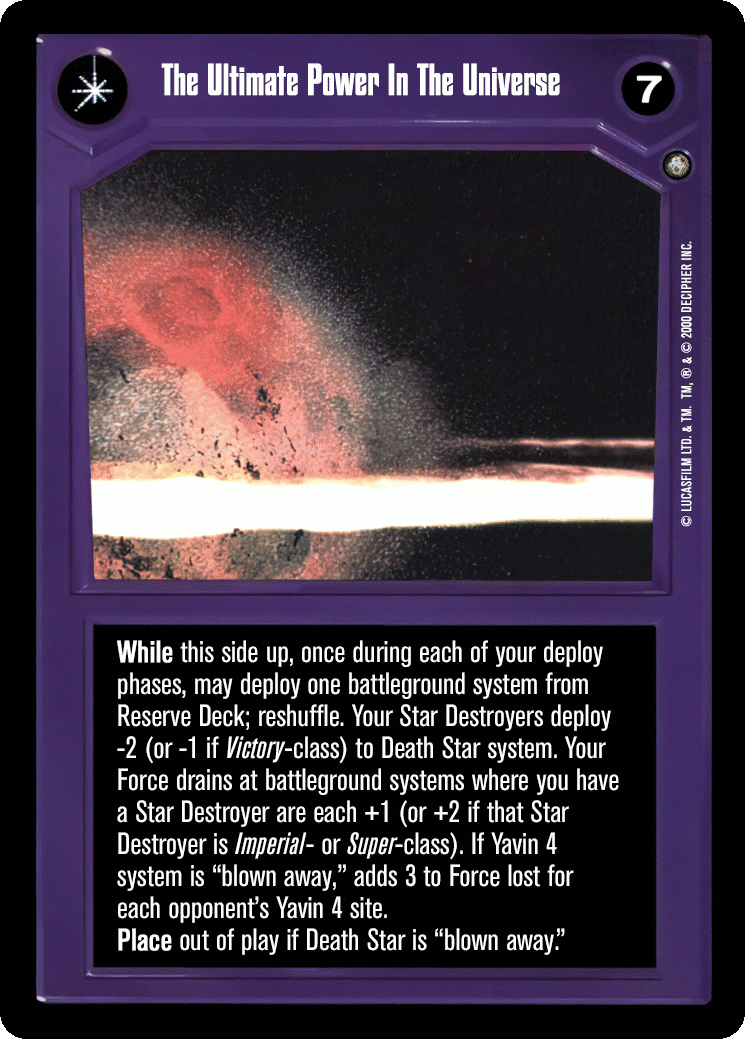 The Ultimate Power In The Universe
7
© LUCASFILM LTD. & TM. TM, ® & © 2000 DECIPHER INC.
While this side up, once during each of your deploy
phases, may deploy one battleground system from
Reserve Deck; reshuffle. Your Star Destroyers deploy
-2 (or -1 if Victory-class) to Death Star system. Your
Force drains at battleground systems where you have
a Star Destroyer are each +1 (or +2 if that Star
Destroyer is Imperial- or Super-class). If Yavin 4
system is “blown away,” adds 3 to Force lost for
each opponent’s Yavin 4 site.
Place out of play if Death Star is “blown away.”